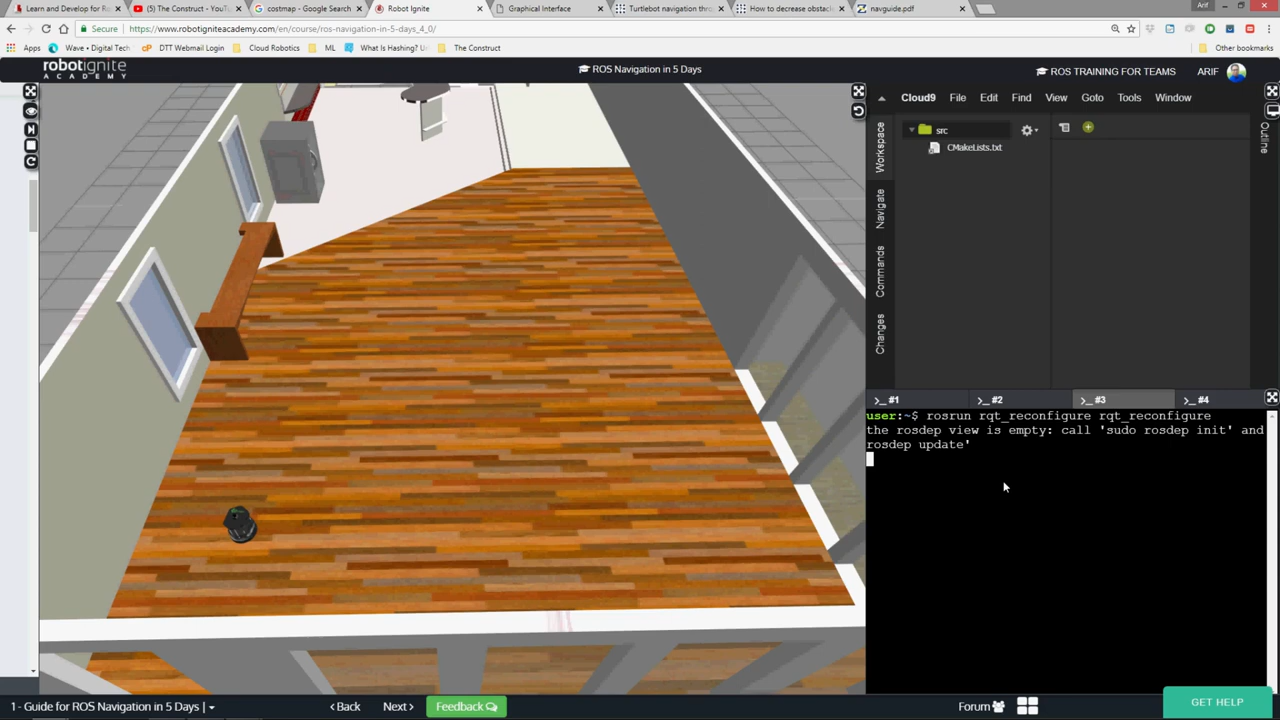 Learn and Develop for Ro
(5) The Construct - YouT
costmap - Google Search
Robot Ignite
Graphical Interface
Turtlebot navigation thro
How to decrease obstac
navguide.pdf
Arif
Secure
https://www.robotigniteacademy.com/en/course/ros-navigation-in-5-days_4_0/
Apps
Wave • Digital Tech
DTT Webmail Login
Cloud Robotics
ML
What Is Hashing?
The Construct
Other bookmarks
robotignite
ACADEMY
ROS Navigation in 5 Days
ROS TRAINING FOR TEAMS
ARIF
Cloud9
File
Edit
Find
View
Goto
Tools
Window
Workspace
Navigate
Commands
Changes
Outline
src
CMakeLists.txt
>_ #1
>_ #2
>_ #3
>_ #4
user:~$ rosrun rqt_reconfigure rqt_reconfigure
the rosdep view is empty: call 'sudo rosdep init' and
rosdep update'
1 - Guide for ROS Navigation in 5 Days |
Back
Next
Feedback
Forum
GET HELP